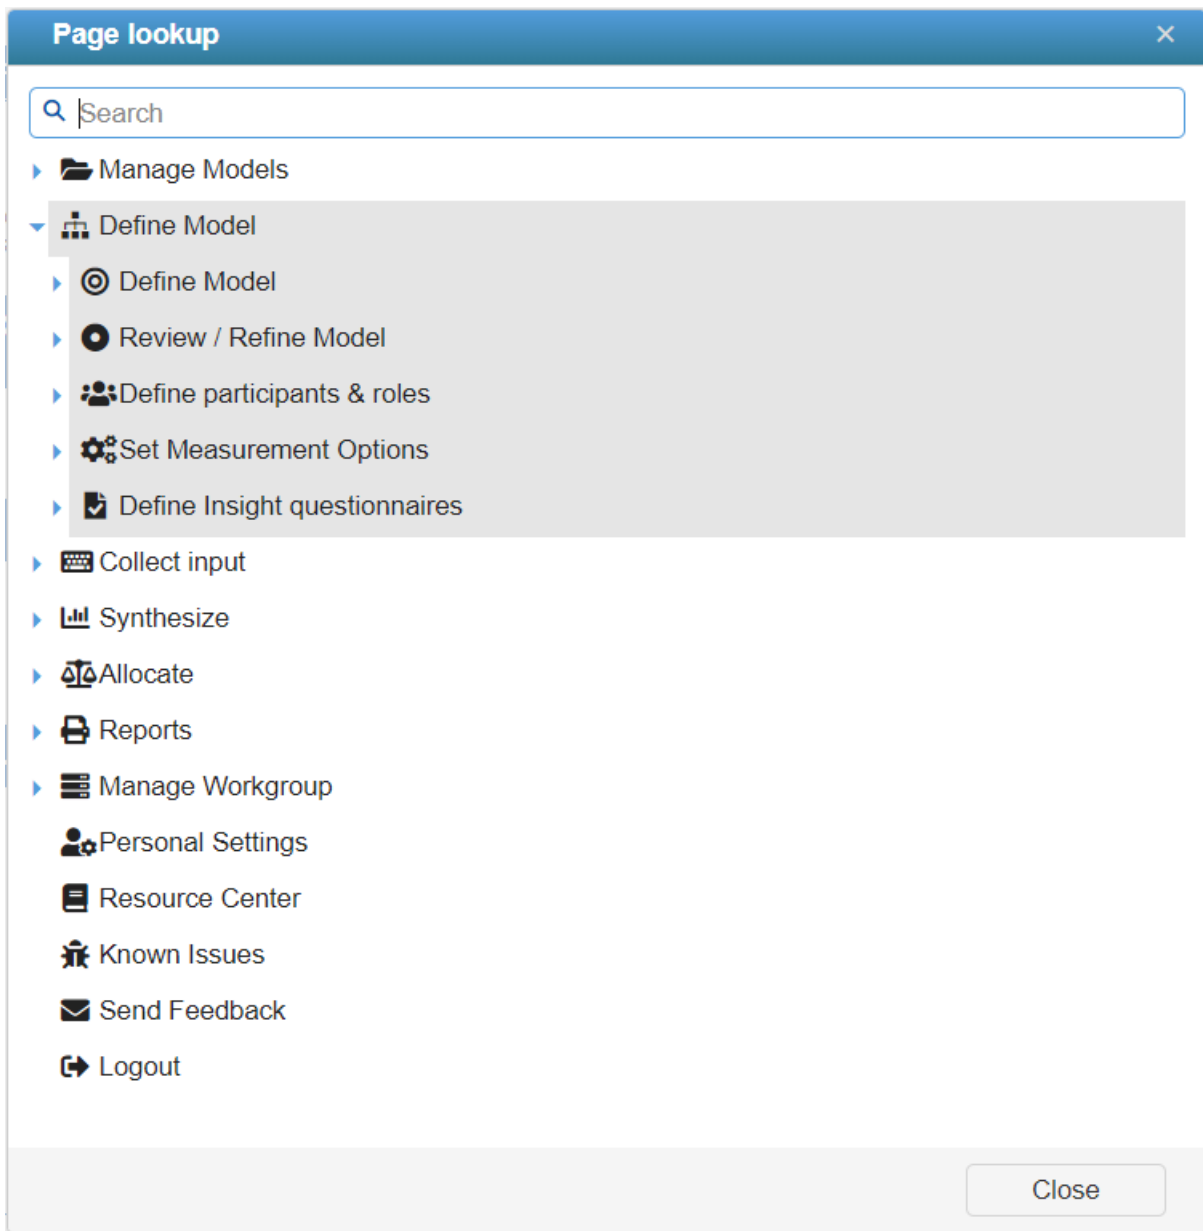 Page lookup
Search
Manage Models
Define Model
Define Model
Review / Refine Model
Define participants & roles
Set Measurement Options
Define Insight questionnaires
Collect input
Synthesize
Allocate
Reports
Manage Workgroup
Personal Settings
Resource Center
Known Issues
Send Feedback
Logout
Close